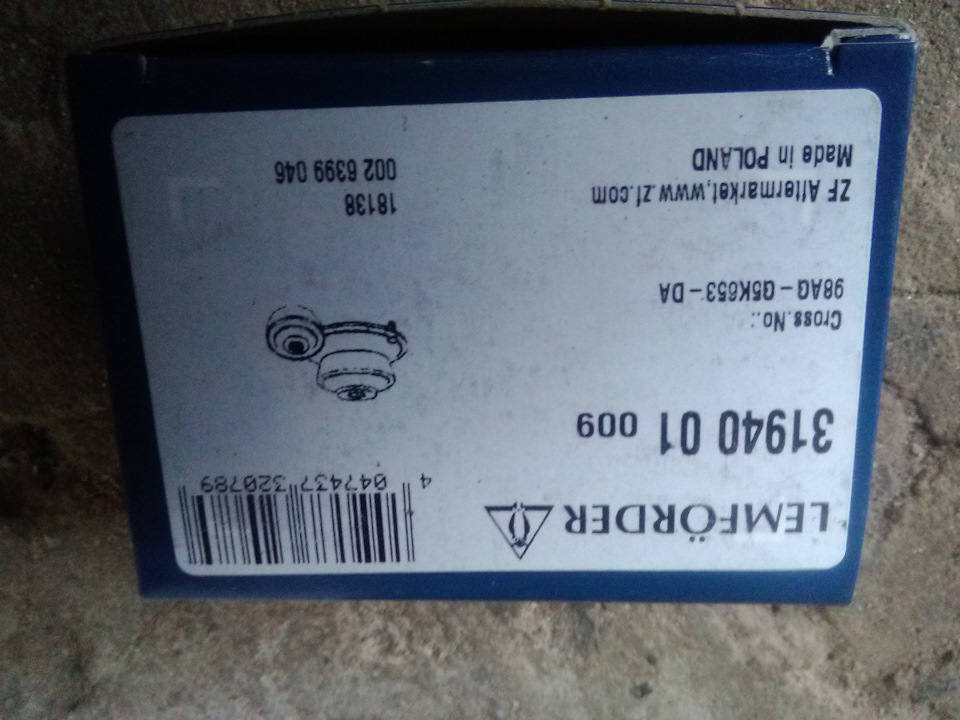 LEMFÖRDER
4 047437 320789
31940 01 009
Cross.No.:
98AG - G5K653 - DA
18138
002 6399 046
ZF Aftermarket,www.zf.com
Made in POLAND